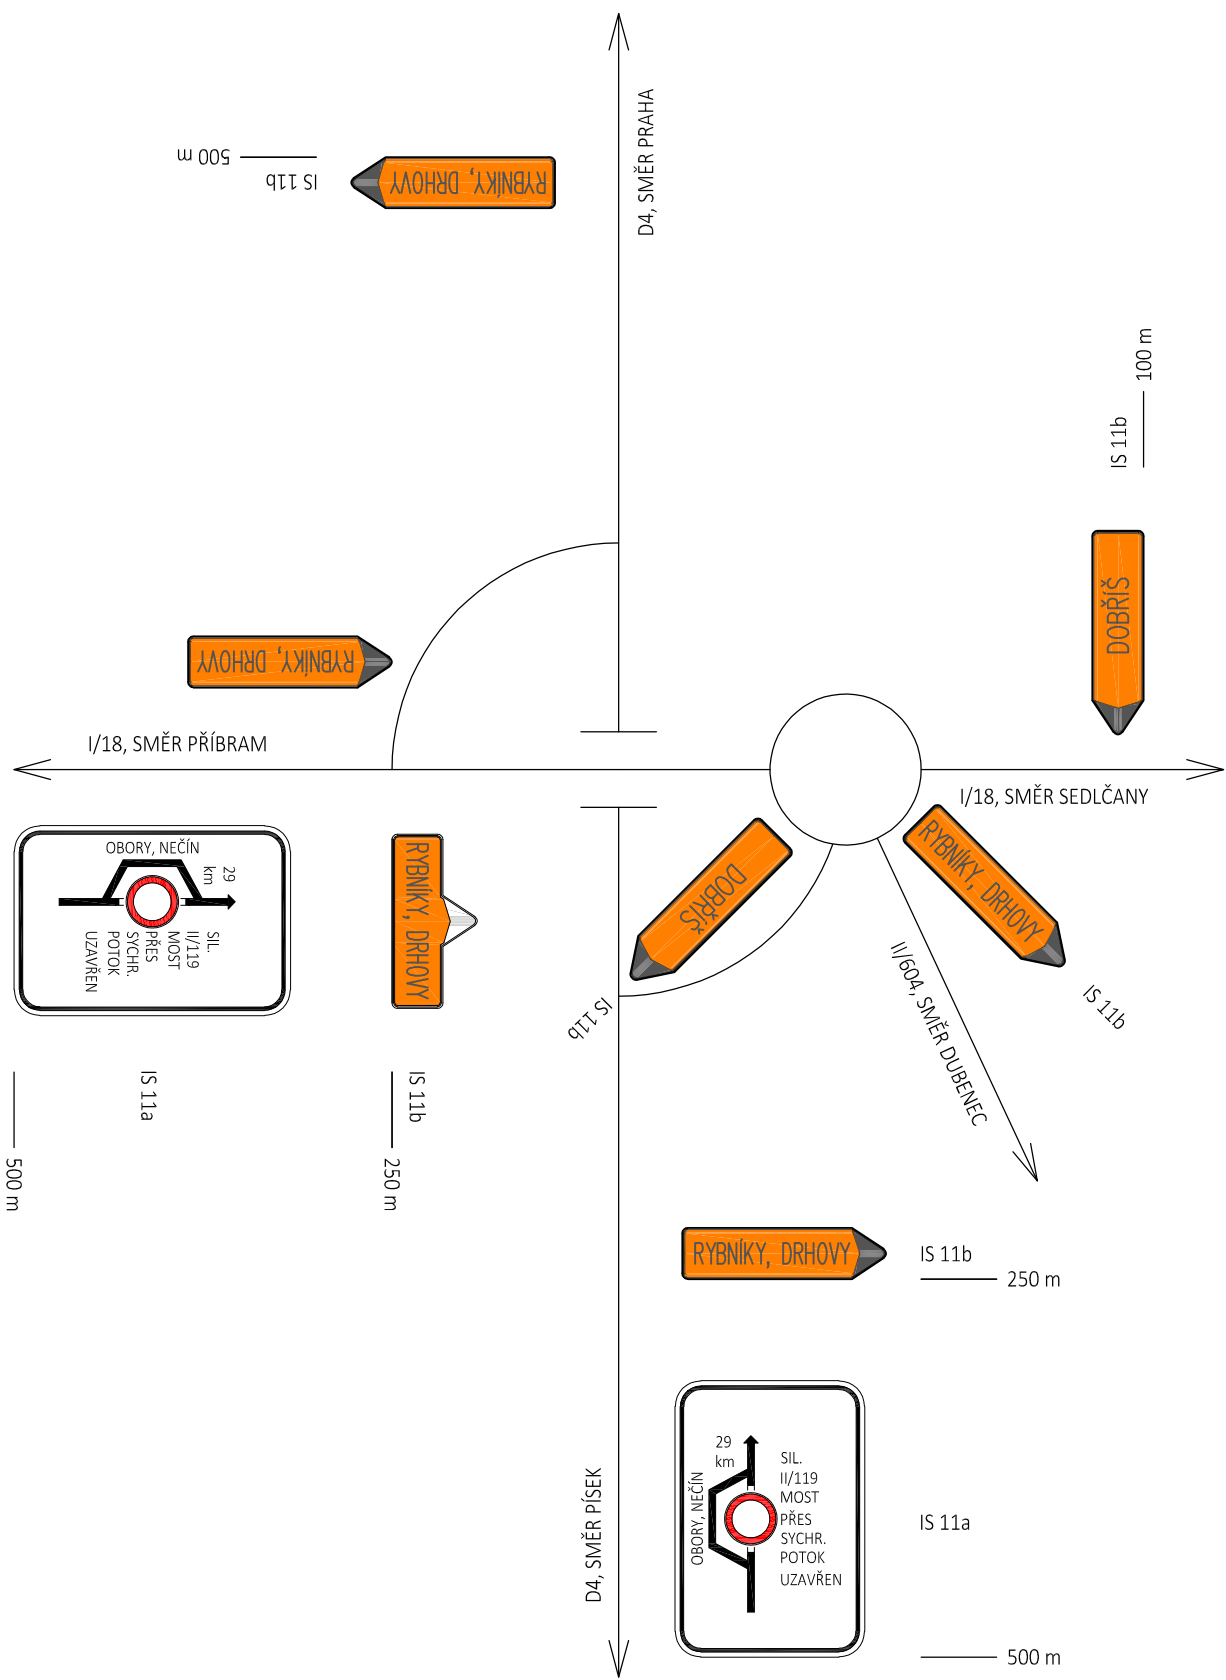 500 m
IS 11b
RYBNÍKY, DRHOVY
D4, SMĚR PRAHA
100 m
IS 11b
DOBŘÍŠ
RYBNÍKY, DRHOVY
I/18, SMĚR PŘÍBRAM
I/18, SMĚR SEDLČANY
OBORY, NEČÍN
29
km
SIL.
II/119
MOST
PŘES
SYCHR.
POTOK
UZAVŘEN
IS 11a
500 m
RYBNÍKY, DRHOVY
IS 11b
250 m
DOBŘÍŠ
IS 11b
RYBNÍKY, DRHOVY
IS 11b
II/604, SMĚR DUBENEC
RYBNÍKY, DRHOVY
IS 11b
250 m
D4, SMĚR PÍSEK
OBORY, NEČÍN
29
km
SIL.
II/119
MOST
PŘES
SYCHR.
POTOK
UZAVŘEN
IS 11a
500 m